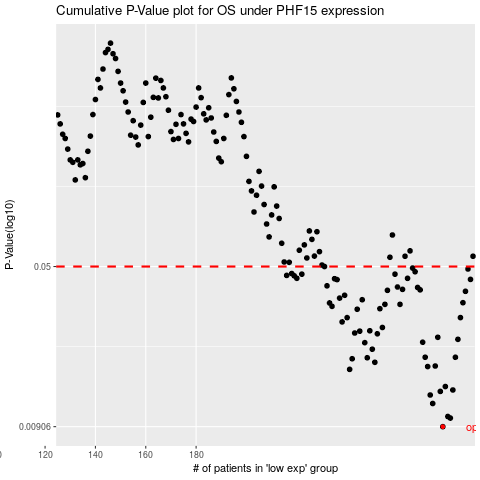 Cumulative P-Value plot for OS under PHF15 expression
P-Value(log10)
0.05
0.00906
op
0
120
140
160
180
# of patients in 'low exp' group